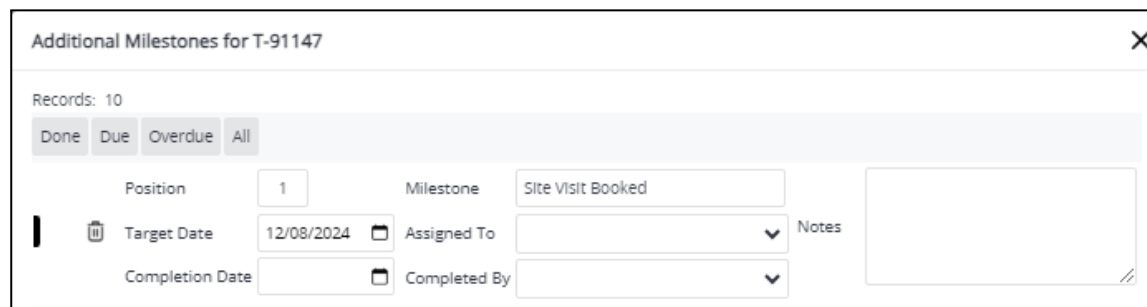 Additional Milestones for T-91147
Records: 10
Done Due Overdue All
Position 1 Milestone Site Visit Booked
Target Date 12/08/2024 Assigned To Notes
Completion Date Completed By